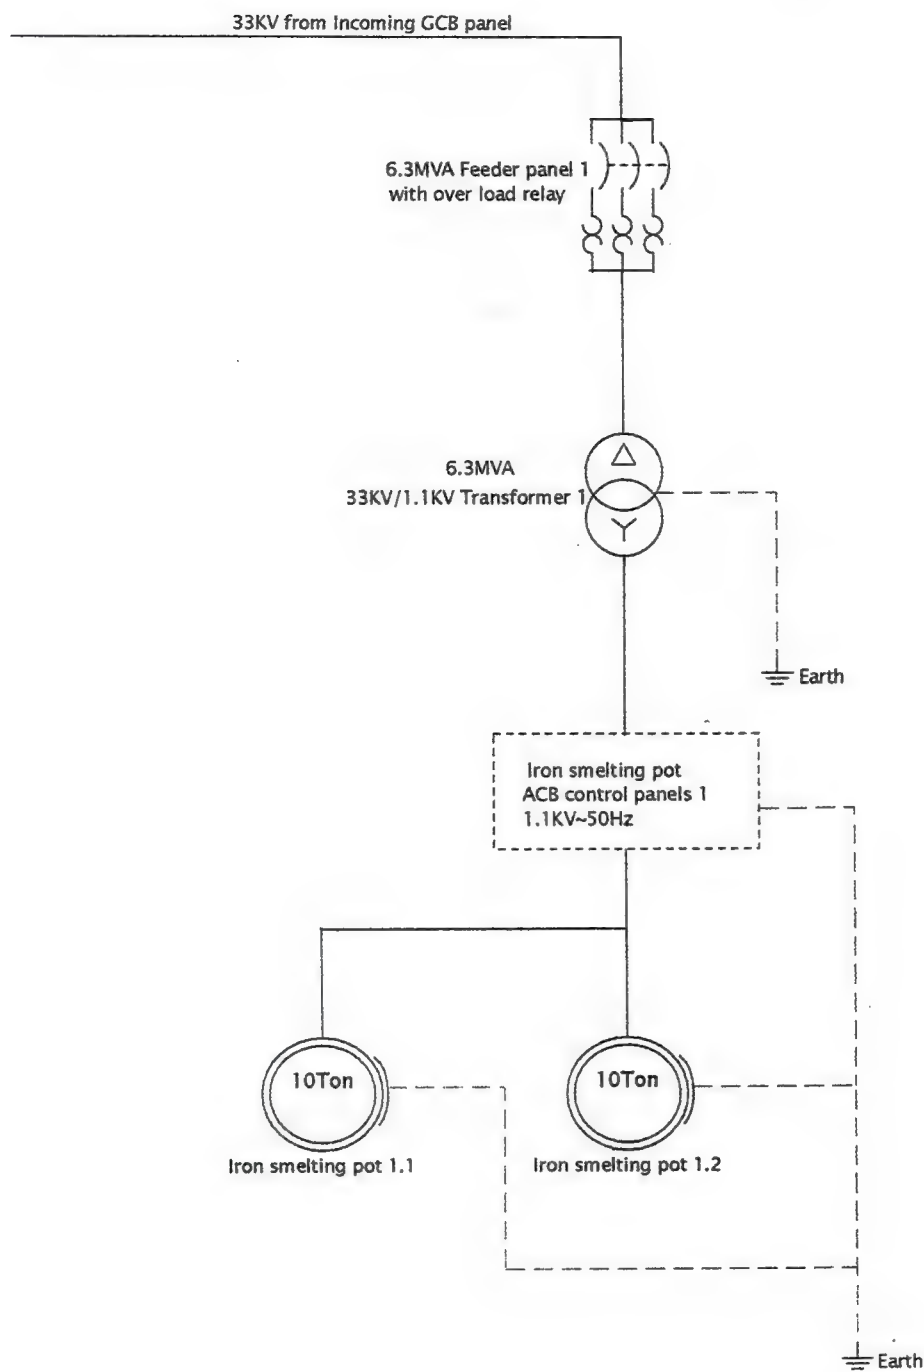 33KV from Incoming GCB panel
6.3MVA Feeder panel 1
with over load relay
6.3MVA
33KV/1.1KV Transformer 1
Earth
Iron smelting pot
ACB control panels 1
1.1KV~50Hz
10Ton
10Ton
Iron smelting pot 1.1
Iron smelting pot 1.2
Earth